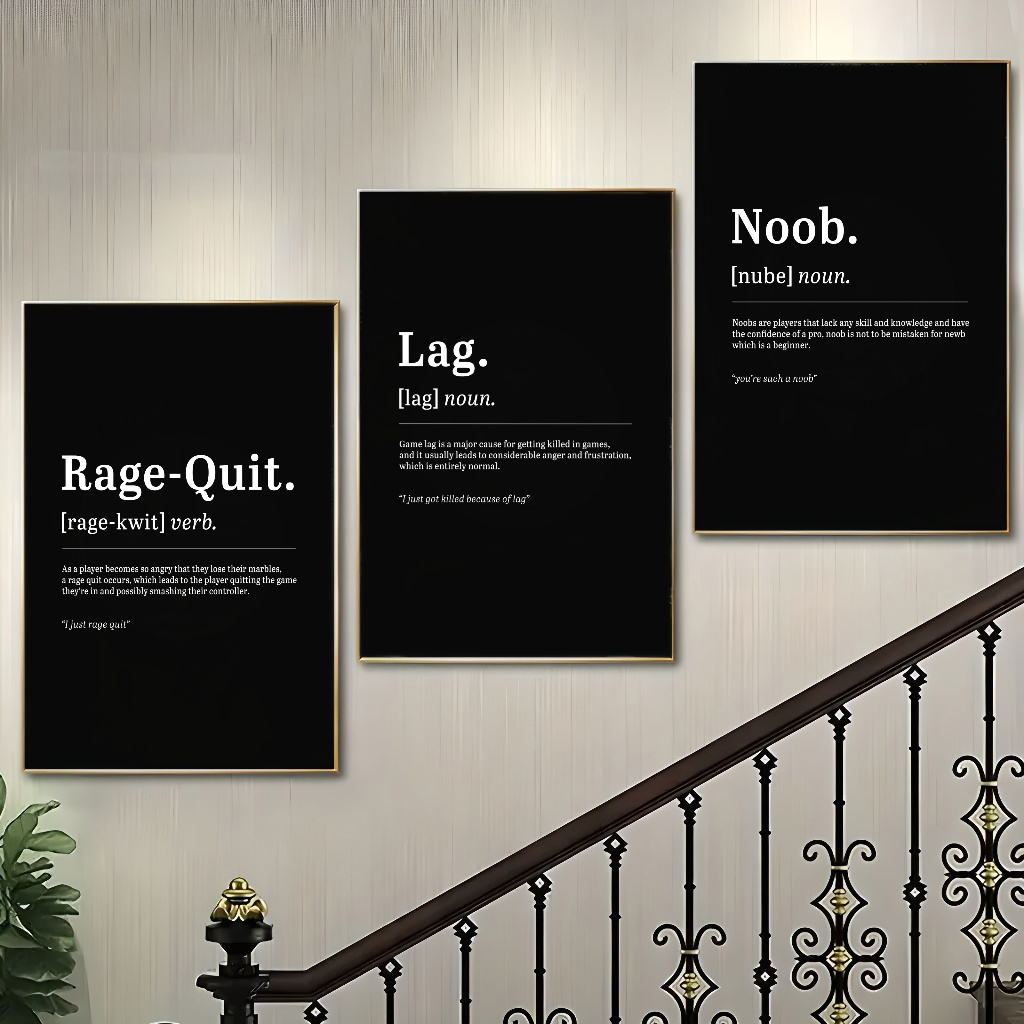 Rage-Quit.
[rage-kwit] verb.
As a player becomes so angry that they lose their marbles,
a rage quit occurs, which leads to the player quitting the game
they're in and possibly smashing their controller.
"I just rage quit"
Lag.
[lag] noun.
Game lag is a major cause for getting killed in games,
and it usually leads to considerable anger and frustration,
which is entirely normal.
"I just got killed because of lag"
Noob.
[nube] noun.
Noobs are players that lack any skill and knowledge and have
the confidence of a pro, noob is not to be mistaken for newb
which is a beginner.
"you're such a noob"